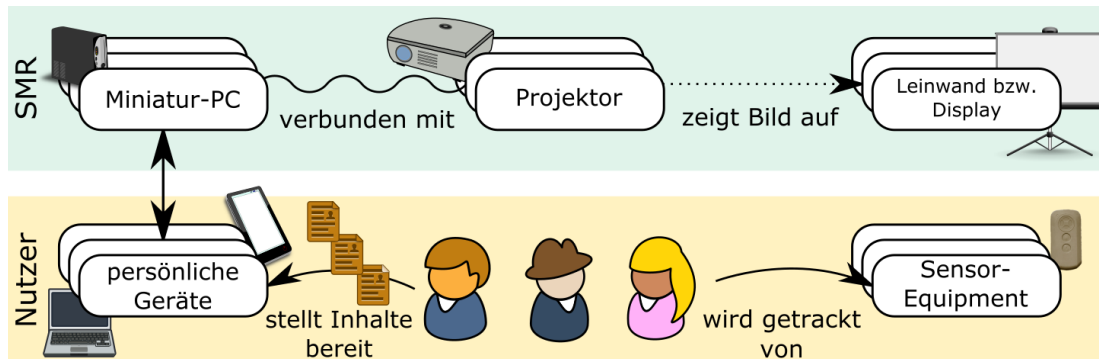 SMR
Miniatur-PC
verbunden mit
Projektor
zeigt Bild auf
Leinwand bzw.
Display
Nutzer
persönliche
Geräte
stellt Inhalte
bereit
wird getrackt
von
Sensor-
Equipment